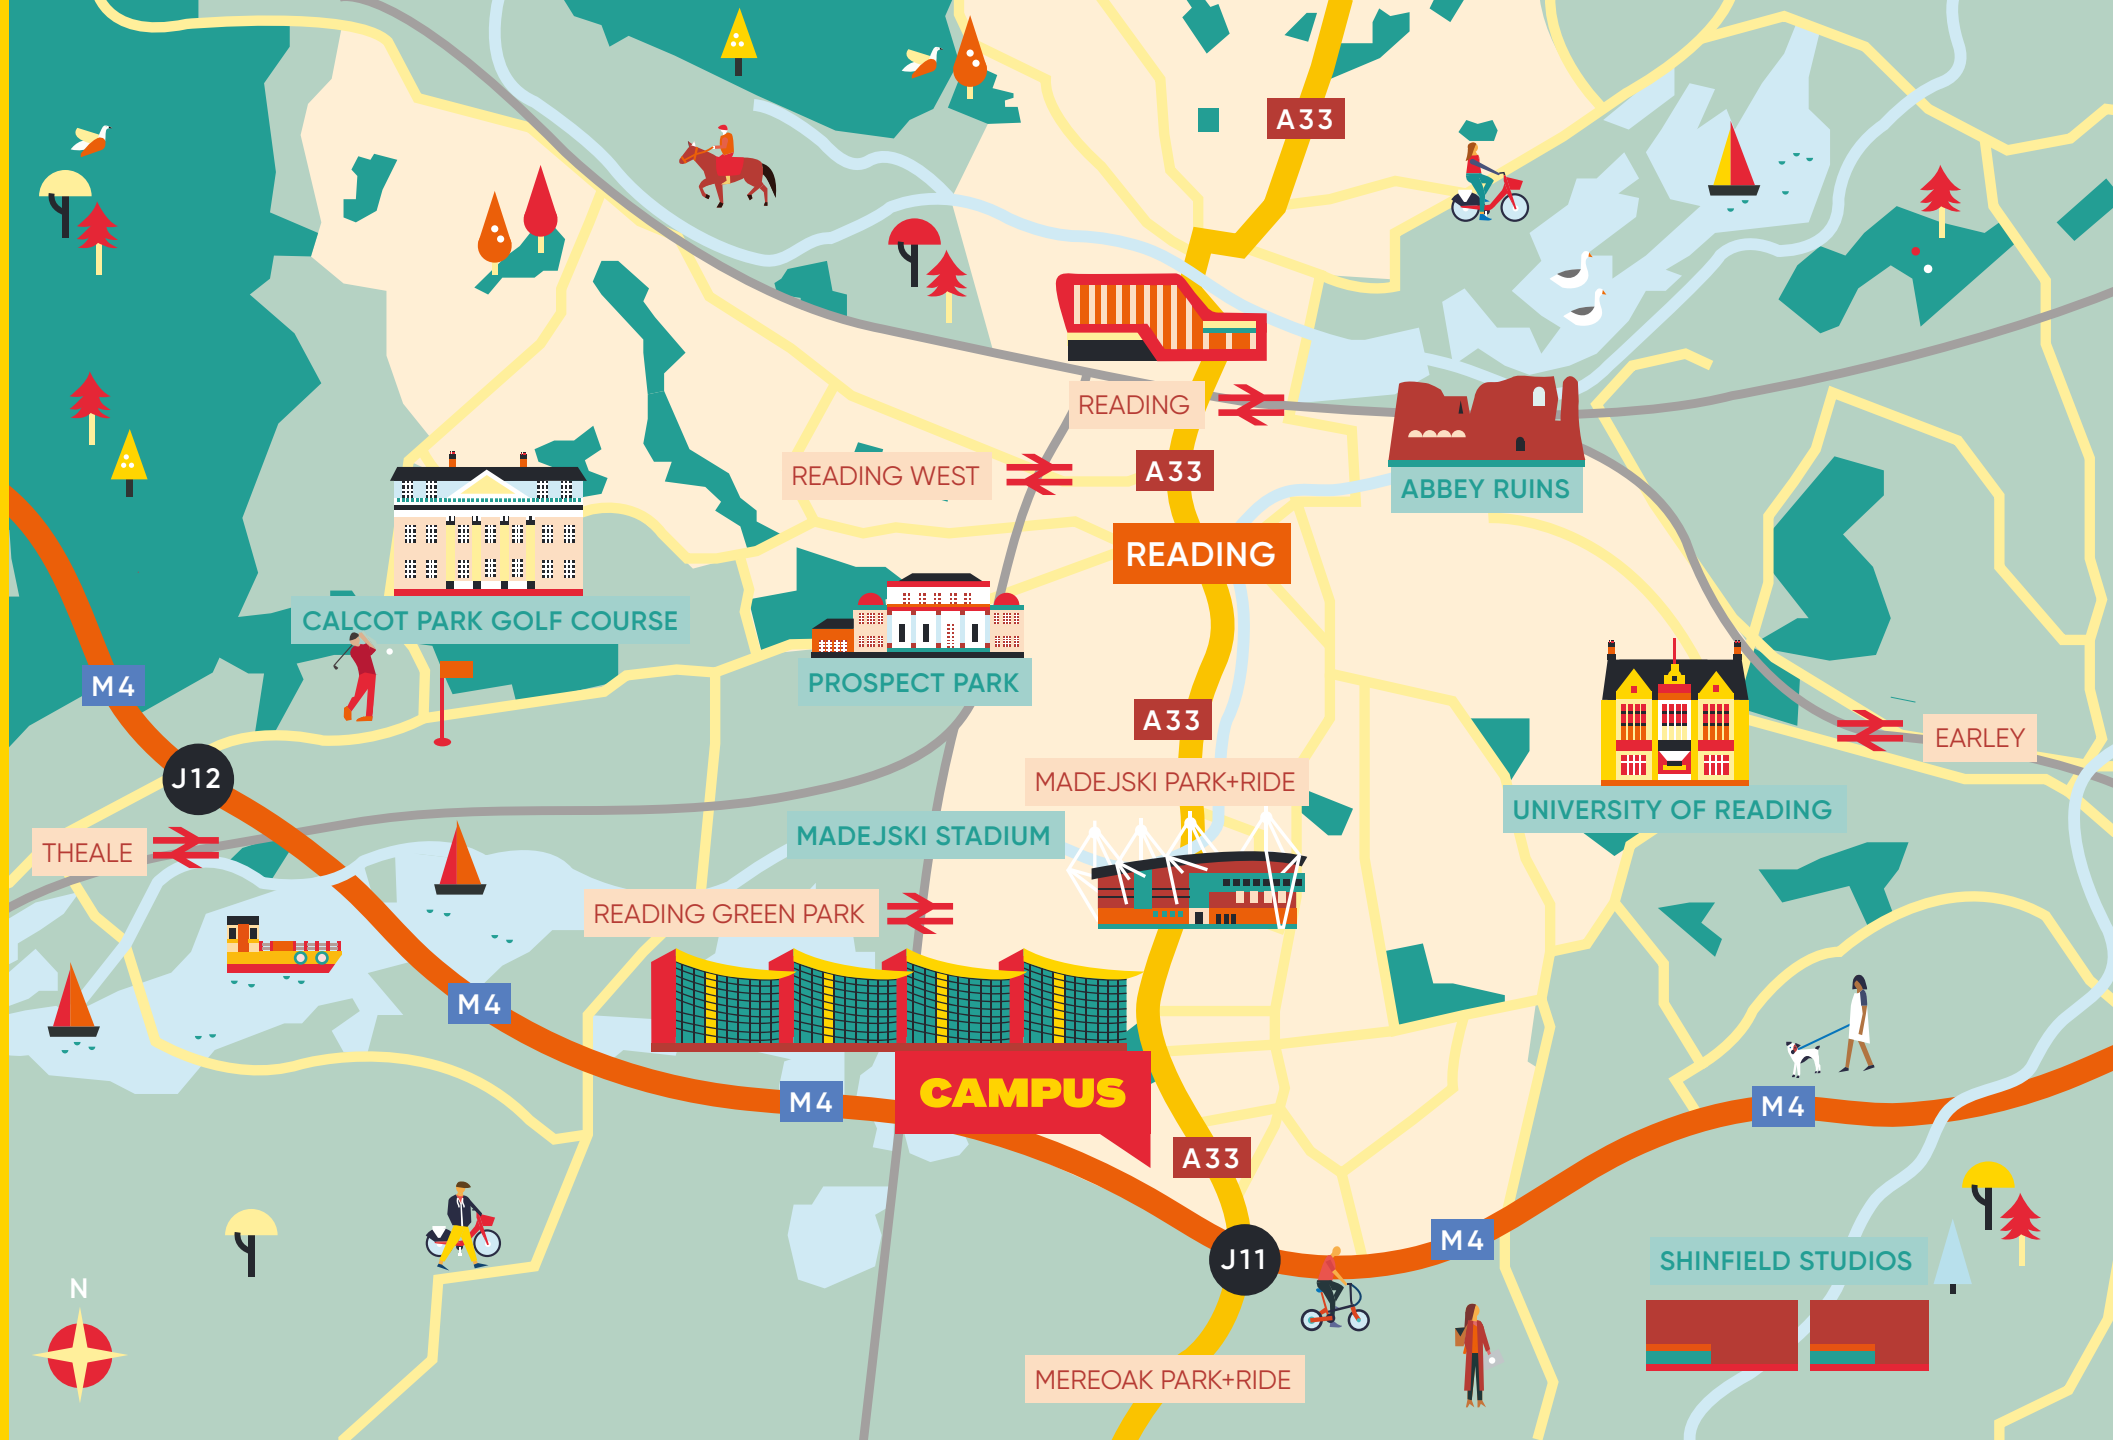 A33
READING
READING WEST
A33
ABBEY RUINS
READING
CALCOT PARK GOLF COURSE
M4
PROSPECT PARK
A33
EARLEY
J12
MADEJSKI PARK+RIDE
UNIVERSITY OF READING
MADEJSKI STADIUM
THEALE
READING GREEN PARK
M4
CAMPUS
M4
M4
A33
M4
J11
SHINFIELD STUDIOS
N
MEREOAK PARK+RIDE